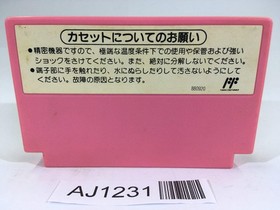 カセットについてのお願い
●精密機器ですので、極端な温度条件下での使用や保管および強い
ショックをさけてください。また、絶対に分解しないでください。
●端子部に手を触れたり、水にぬらしたりして汚さないようにして
ください。故障の原因となります。
AJ1231